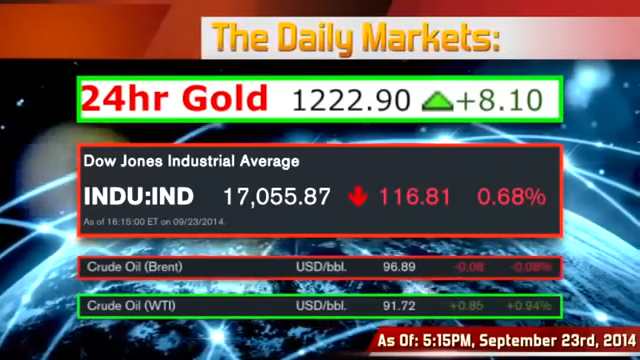 The Daily Markets:
24hr Gold 1222.90 +8.10
Dow Jones Industrial Average
INDU:IND 17,055.87 116.81 0.68%
As of 16:15:00 ET on 09/23/2014.
Crude Oil (Brent) USD/bbl. 96.89 -0.08 -0.08%
Crude Oil (WTI) USD/bbl. 91.72 +0.85 +0.94%
As Of: 5:15PM, September 23rd, 2014